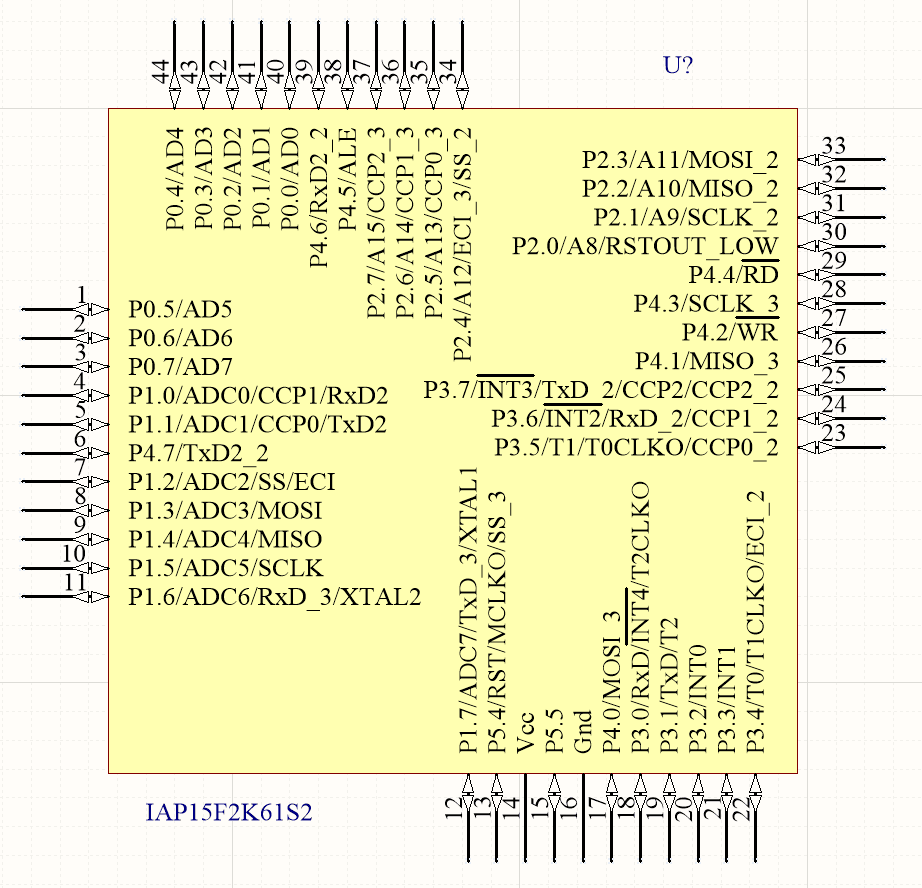 U?
44
43
42
41
40
39
38
37
36
35
34
P0.4/AD4
P0.3/AD3
P0.2/AD2
P0.1/AD1
P0.0/AD0
P4.6/RxD2_2
P4.5/ALE
P2.7/A15/CCP2_3
P2.6/A14/CCP1_3
P2.5/A13/CCP0_3
P2.4/A12/ECI_3/SS_2
1 P0.5/AD5
2 P0.6/AD6
3 P0.7/AD7
4 P1.0/ADC0/CCP1/RxD2
5 P1.1/ADC1/CCP0/TxD2
6 P4.7/TxD2_2
7 P1.2/ADC2/SS/ECI
8 P1.3/ADC3/MOSI
9 P1.4/ADC4/MISO
10 P1.5/ADC5/SCLK
11 P1.6/ADC6/RxD_3/XTAL2
P2.3/A11/MOSI_2 33
P2.2/A10/MISO_2 32
P2.1/A9/SCLK_2 31
P2.0/A8/RSTOUT_LOW 30
P4.4/RD 29
P4.3/SCLK_3 28
P4.2/WR 27
P4.1/MISO_3 26
P3.7/INT3/TxD_2/CCP2/CCP2_2 25
P3.6/INT2/RxD_2/CCP1_2 24
P3.5/T1/T0CLKO/CCP0_2 23
P1.7/ADC7/TxD_3/XTAL1
P5.4/RST/MCLKO/SS_3
Vcc
P5.5
Gnd
P4.0/MOSI_3
P3.0/RxD/INT4/T2CLKO
P3.1/TxD/T2
P3.2/INT0
P3.3/INT1
P3.4/T0/T1CLKO/ECI_2
12
13
14
15
16
17
18
19
20
21
22
IAP15F2K61S2